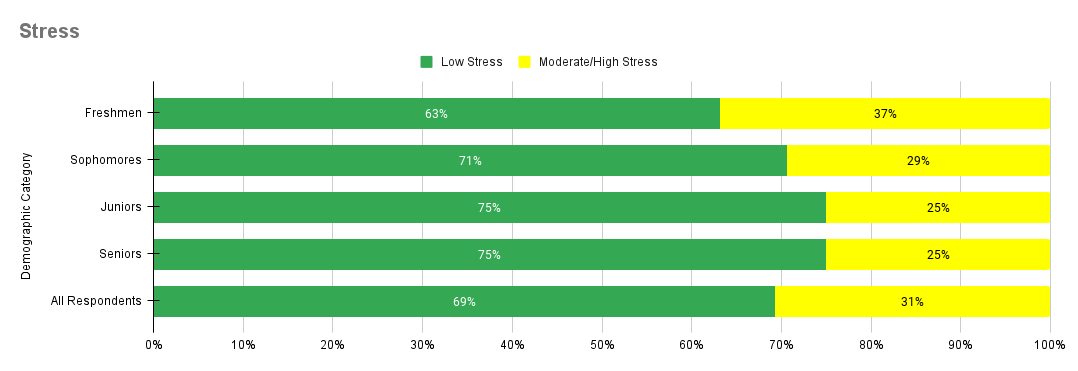 Stress
Low Stress Moderate/High Stress
Demographic Category
Freshmen 63% 37%
Sophomores 71% 29%
Juniors 75% 25%
Seniors 75% 25%
All Respondents 69% 31%
0% 10% 20% 30% 40% 50% 60% 70% 80% 90% 100%